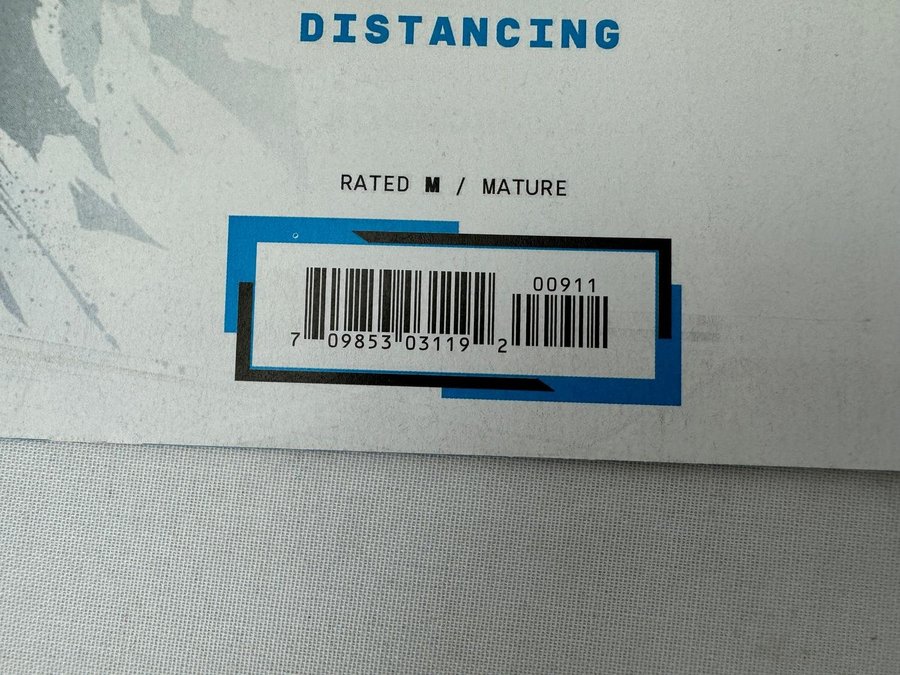 DISTANCING
RATED M / MATURE
00911
7 09853 03119 2